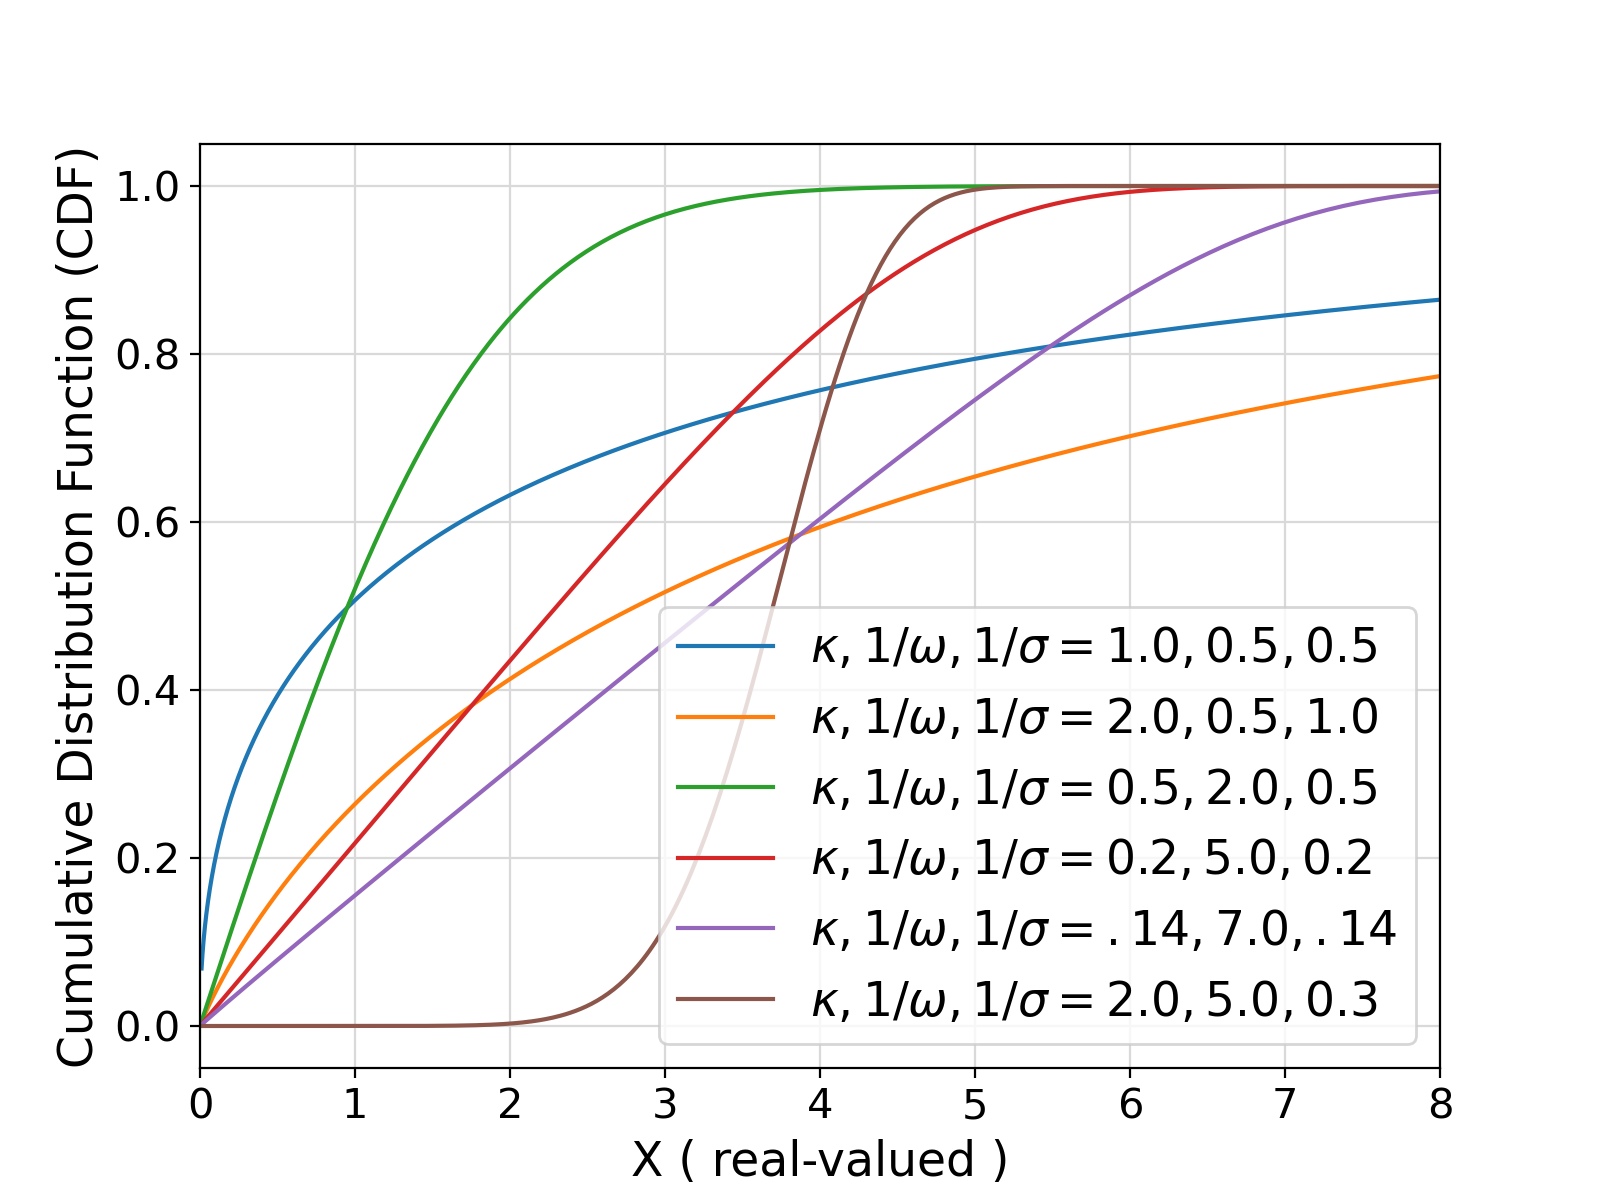 Cumulative Distribution Function (CDF)
1.0
0.8
0.6
0.4
0.2
0.0
κ, 1/ω, 1/σ = 1.0, 0.5, 0.5
κ, 1/ω, 1/σ = 2.0, 0.5, 1.0
κ, 1/ω, 1/σ = 0.5, 2.0, 0.5
κ, 1/ω, 1/σ = 0.2, 5.0, 0.2
κ, 1/ω, 1/σ = .14, 7.0, .14
κ, 1/ω, 1/σ = 2.0, 5.0, 0.3
0 1 2 3 4 5 6 7 8
X ( real-valued )